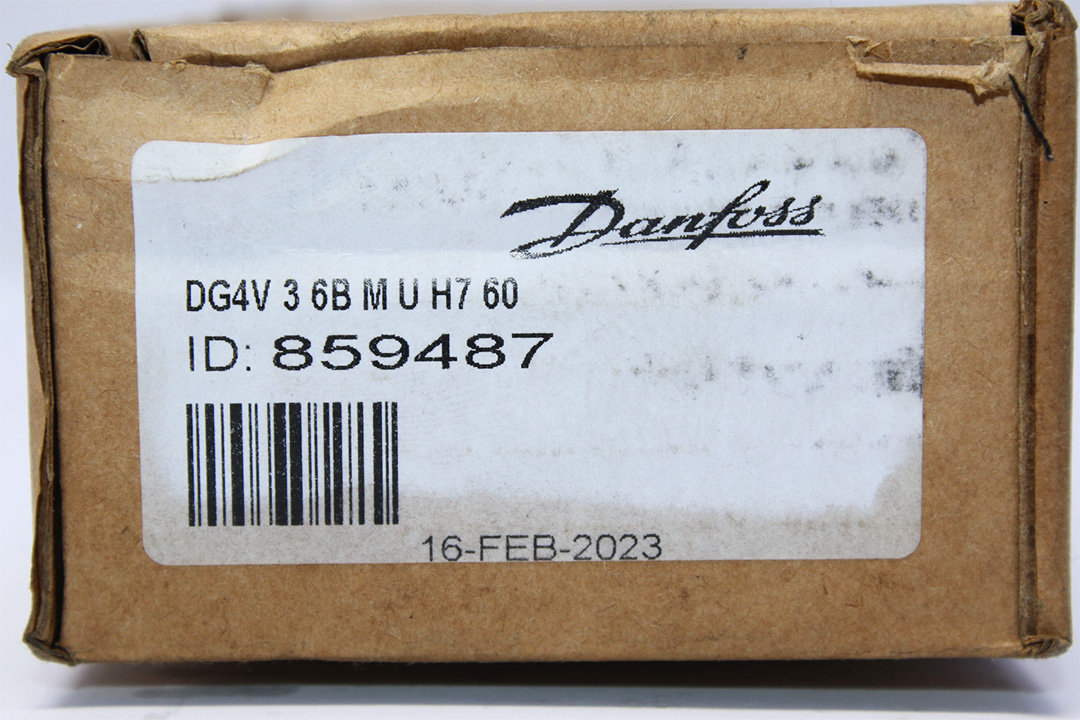 Danfoss
DG4V 3 6B M U H7 60
ID: 859487
16-FEB-2023